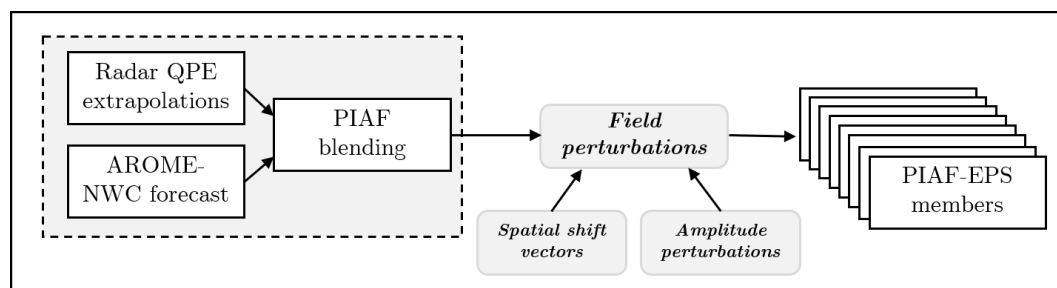 Radar QPE
extrapolations
AROME-
NWC forecast
PIAF
blending
Field
perturbations
Spatial shift
vectors
Amplitude
perturbations
PIAF-EPS
members